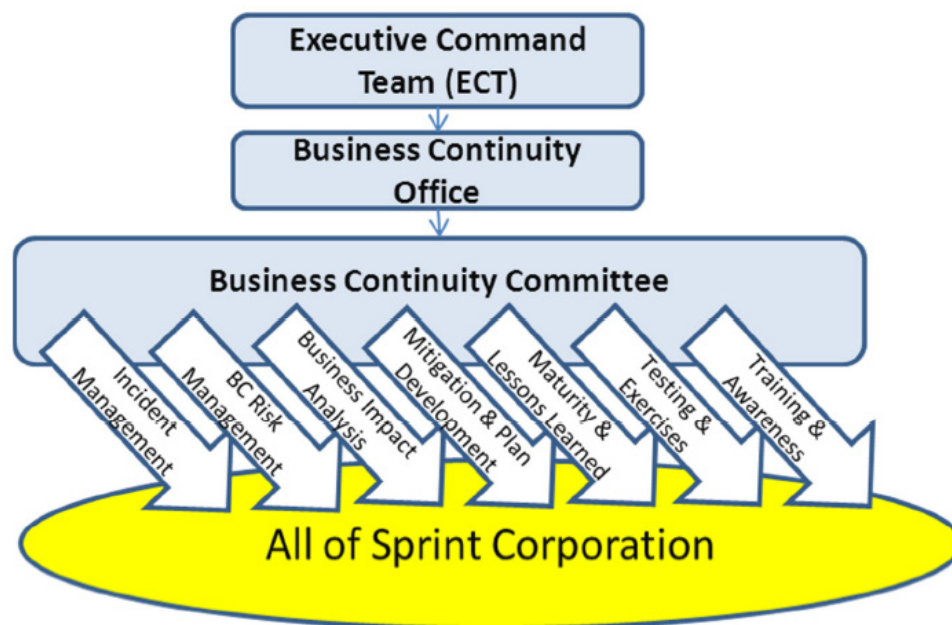 Executive Command
Team (ECT)
Business Continuity
Office
Business Continuity Committee
Incident
Management
BC Risk
Management
Business Impact
Analysis
Mitigation & Plan
Development
Maturity &
Lessons Learned
Testing &
Exercises
Training &
Awareness
All of Sprint Corporation